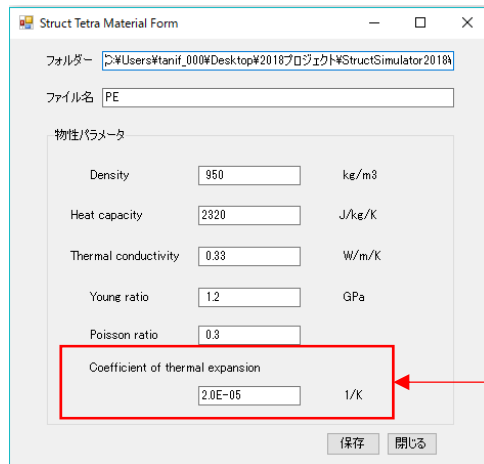 Struct Tetra Material Form
フォルダー C:¥Users¥tanif_000¥Desktop¥2018プロジェクト¥StructSimulator2018¥
ファイル名 PE
物性パラメータ
Density 950 kg/m3
Heat capacity 2320 J/kg/K
Thermal conductivity 0.33 W/m/K
Young ratio 1.2 GPa
Poisson ratio 0.3
Coefficient of thermal expansion
2.0E-05 1/K
保存 閉じる